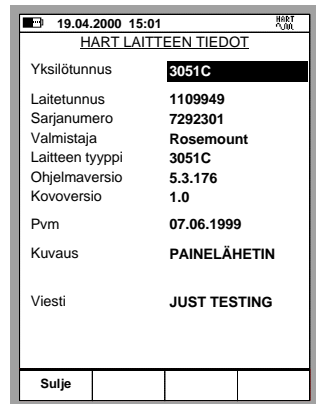 19.04.2000 15:01 HART
HART LAITTEEN TIEDOT
Yksilötunnus 3051C
Laitetunnus 1109949
Sarjanumero 7292301
Valmistaja Rosemount
Laitteen tyyppi 3051C
Ohjelmaversio 5.3.176
Kovoversio 1.0
Pvm 07.06.1999
Kuvaus PAINELÄHETIN
Viesti JUST TESTING
Sulje